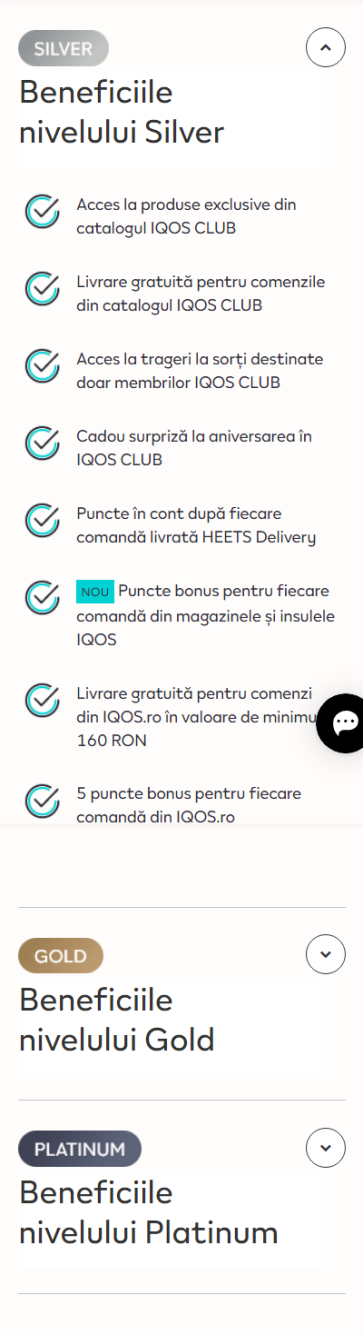 SILVER
Beneficiile
nivelului Silver
Acces la produse exclusive din
catalogul IQOS CLUB
Livrare gratuită pentru comenzile
din catalogul IQOS CLUB
Acces la trageri la sorți destinate
doar membrilor IQOS CLUB
Cadou surpriză la aniversarea în
IQOS CLUB
Puncte în cont după fiecare
comandă livrată HEETS Delivery
NOU Puncte bonus pentru fiecare
comandă din magazinele și insulele
IQOS
Livrare gratuită pentru comenzi
din IQOS.ro în valoare de minimu
160 RON
5 puncte bonus pentru fiecare
comandă din IQOS.ro
GOLD
Beneficiile
nivelului Gold
PLATINUM
Beneficiile
nivelului Platinum